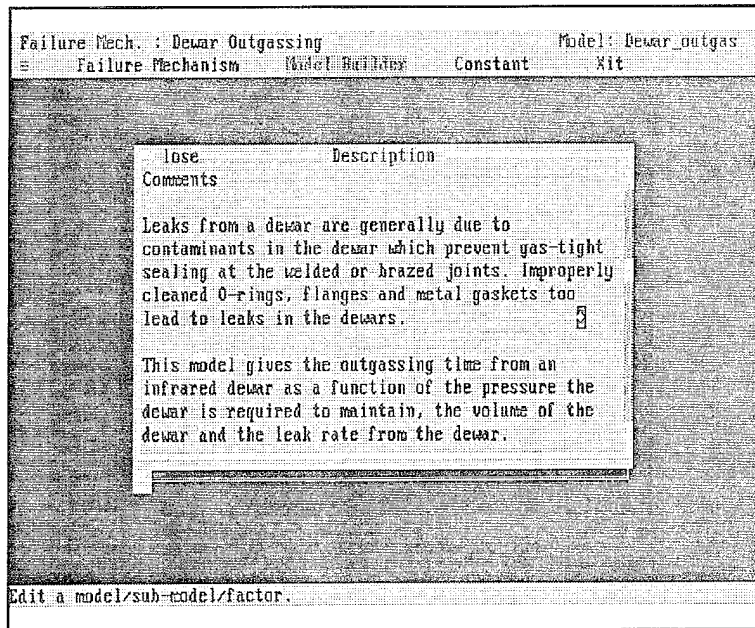 Failure Mech. : Dewar Outgassing Model: Dewar_outgas
≡ Failure Mechanism Model Builder Constant Xit
lose Description
Comments
Leaks from a dewar are generally due to
contaminants in the dewar which prevent gas-tight
sealing at the welded or brazed joints. Improperly
cleaned O-rings, flanges and metal gaskets too
lead to leaks in the dewars.
This model gives the outgassing time from an
infrared dewar as a function of the pressure the
dewar is required to maintain, the volume of the
dewar and the leak rate from the dewar.
Edit a model/sub-model/factor.